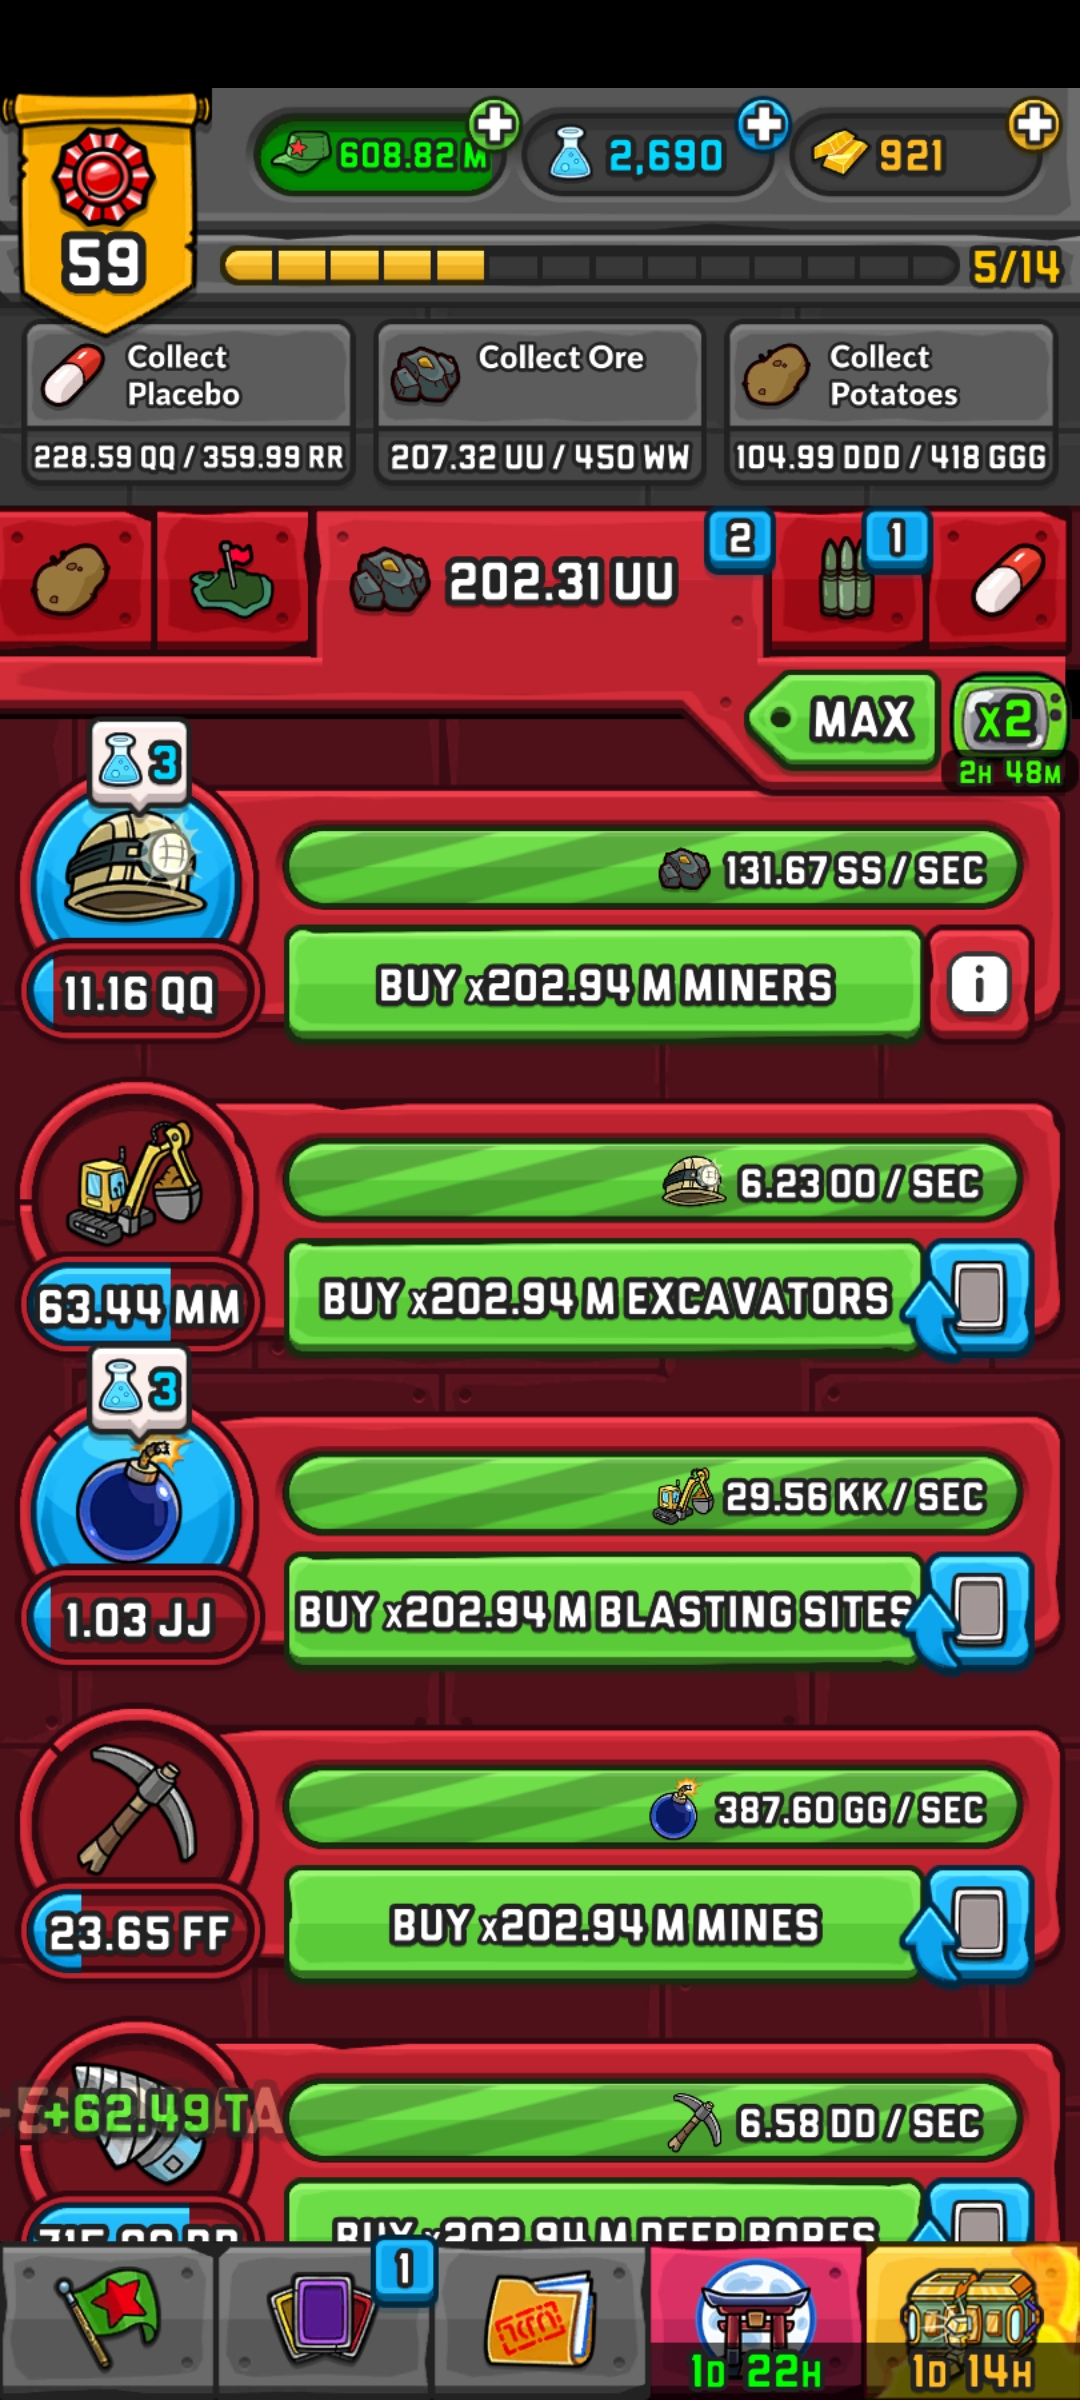 608.82 M
2,690
921
59
5/14
Collect
Placebo
228.59 QQ / 359.99 RR
Collect Ore
207.32 UU / 450 WW
Collect
Potatoes
104.99 DDD / 418 GGG
202.31 UU
2
1
MAX
x2
2H 48M
3
131.67 SS / SEC
11.16 QQ
BUY x202.94 M MINERS
i
6.23 OO / SEC
63.44 MM
BUY x202.94 M EXCAVATORS
3
29.56 KK / SEC
1.03 JJ
BUY x202.94 M BLASTING SITES
387.60 GG / SEC
23.65 FF
BUY x202.94 M MINES
+62.49 T
6.58 DD / SEC
BUY x202.94 M DEEP BORES
1
1D 22H
1D 14H